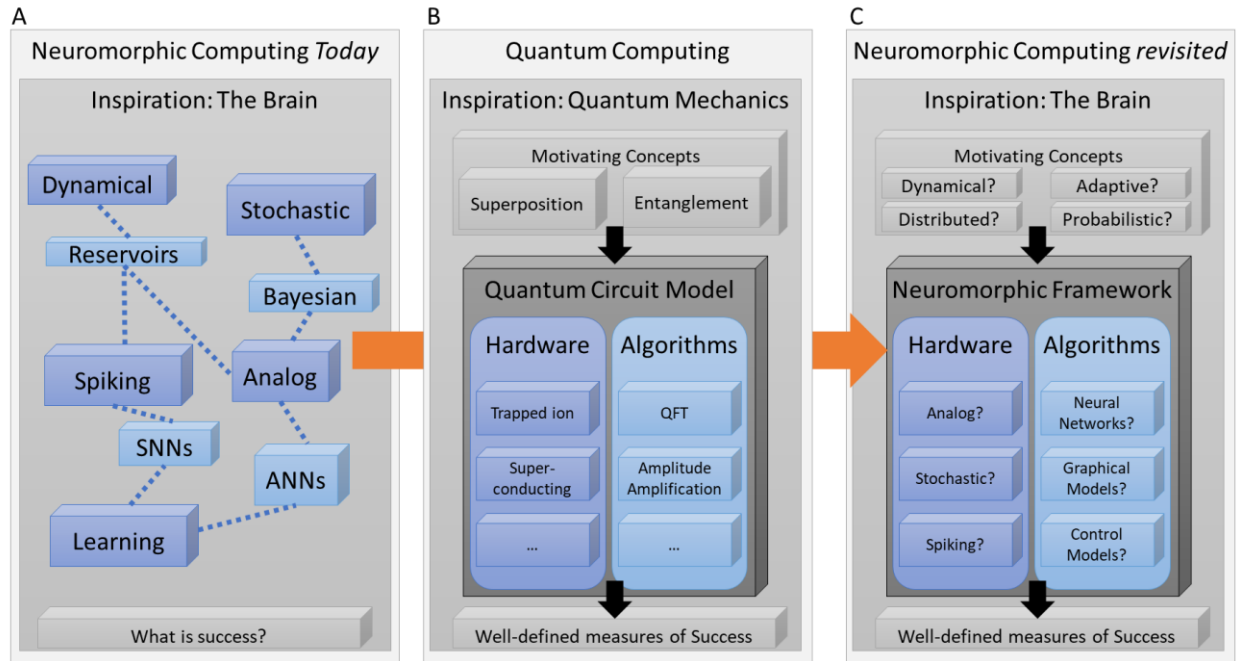 A
Neuromorphic Computing Today
Inspiration: The Brain
Dynamical
Stochastic
Reservoirs
Bayesian
Spiking
Analog
SNNs
ANNs
Learning
What is success?
B
Quantum Computing
Inspiration: Quantum Mechanics
Motivating Concepts
Superposition
Entanglement
Quantum Circuit Model
Hardware
Algorithms
Trapped ion
QFT
Super-
conducting
Amplitude
Amplification
...
...
Well-defined measures of Success
C
Neuromorphic Computing revisited
Inspiration: The Brain
Motivating Concepts
Dynamical?
Adaptive?
Distributed?
Probabilistic?
Neuromorphic Framework
Hardware
Algorithms
Analog?
Neural
Networks?
Stochastic?
Graphical
Models?
Spiking?
Control
Models?
Well-defined measures of Success